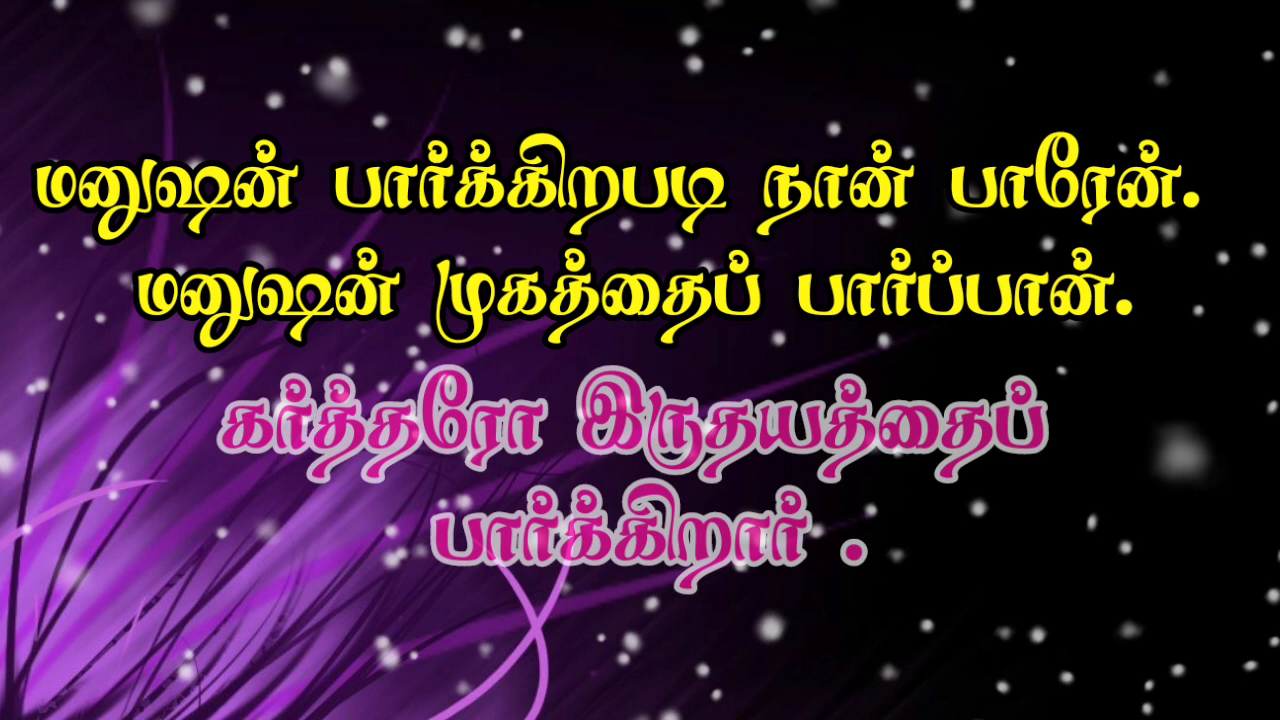 மனுஷன் பார்க்கிறபடி நான் பாரேன்.
மனுஷன் முகத்தைப் பார்ப்பான்.
கர்த்தரோ இருதயத்தைப்
பார்க்கிறார் .